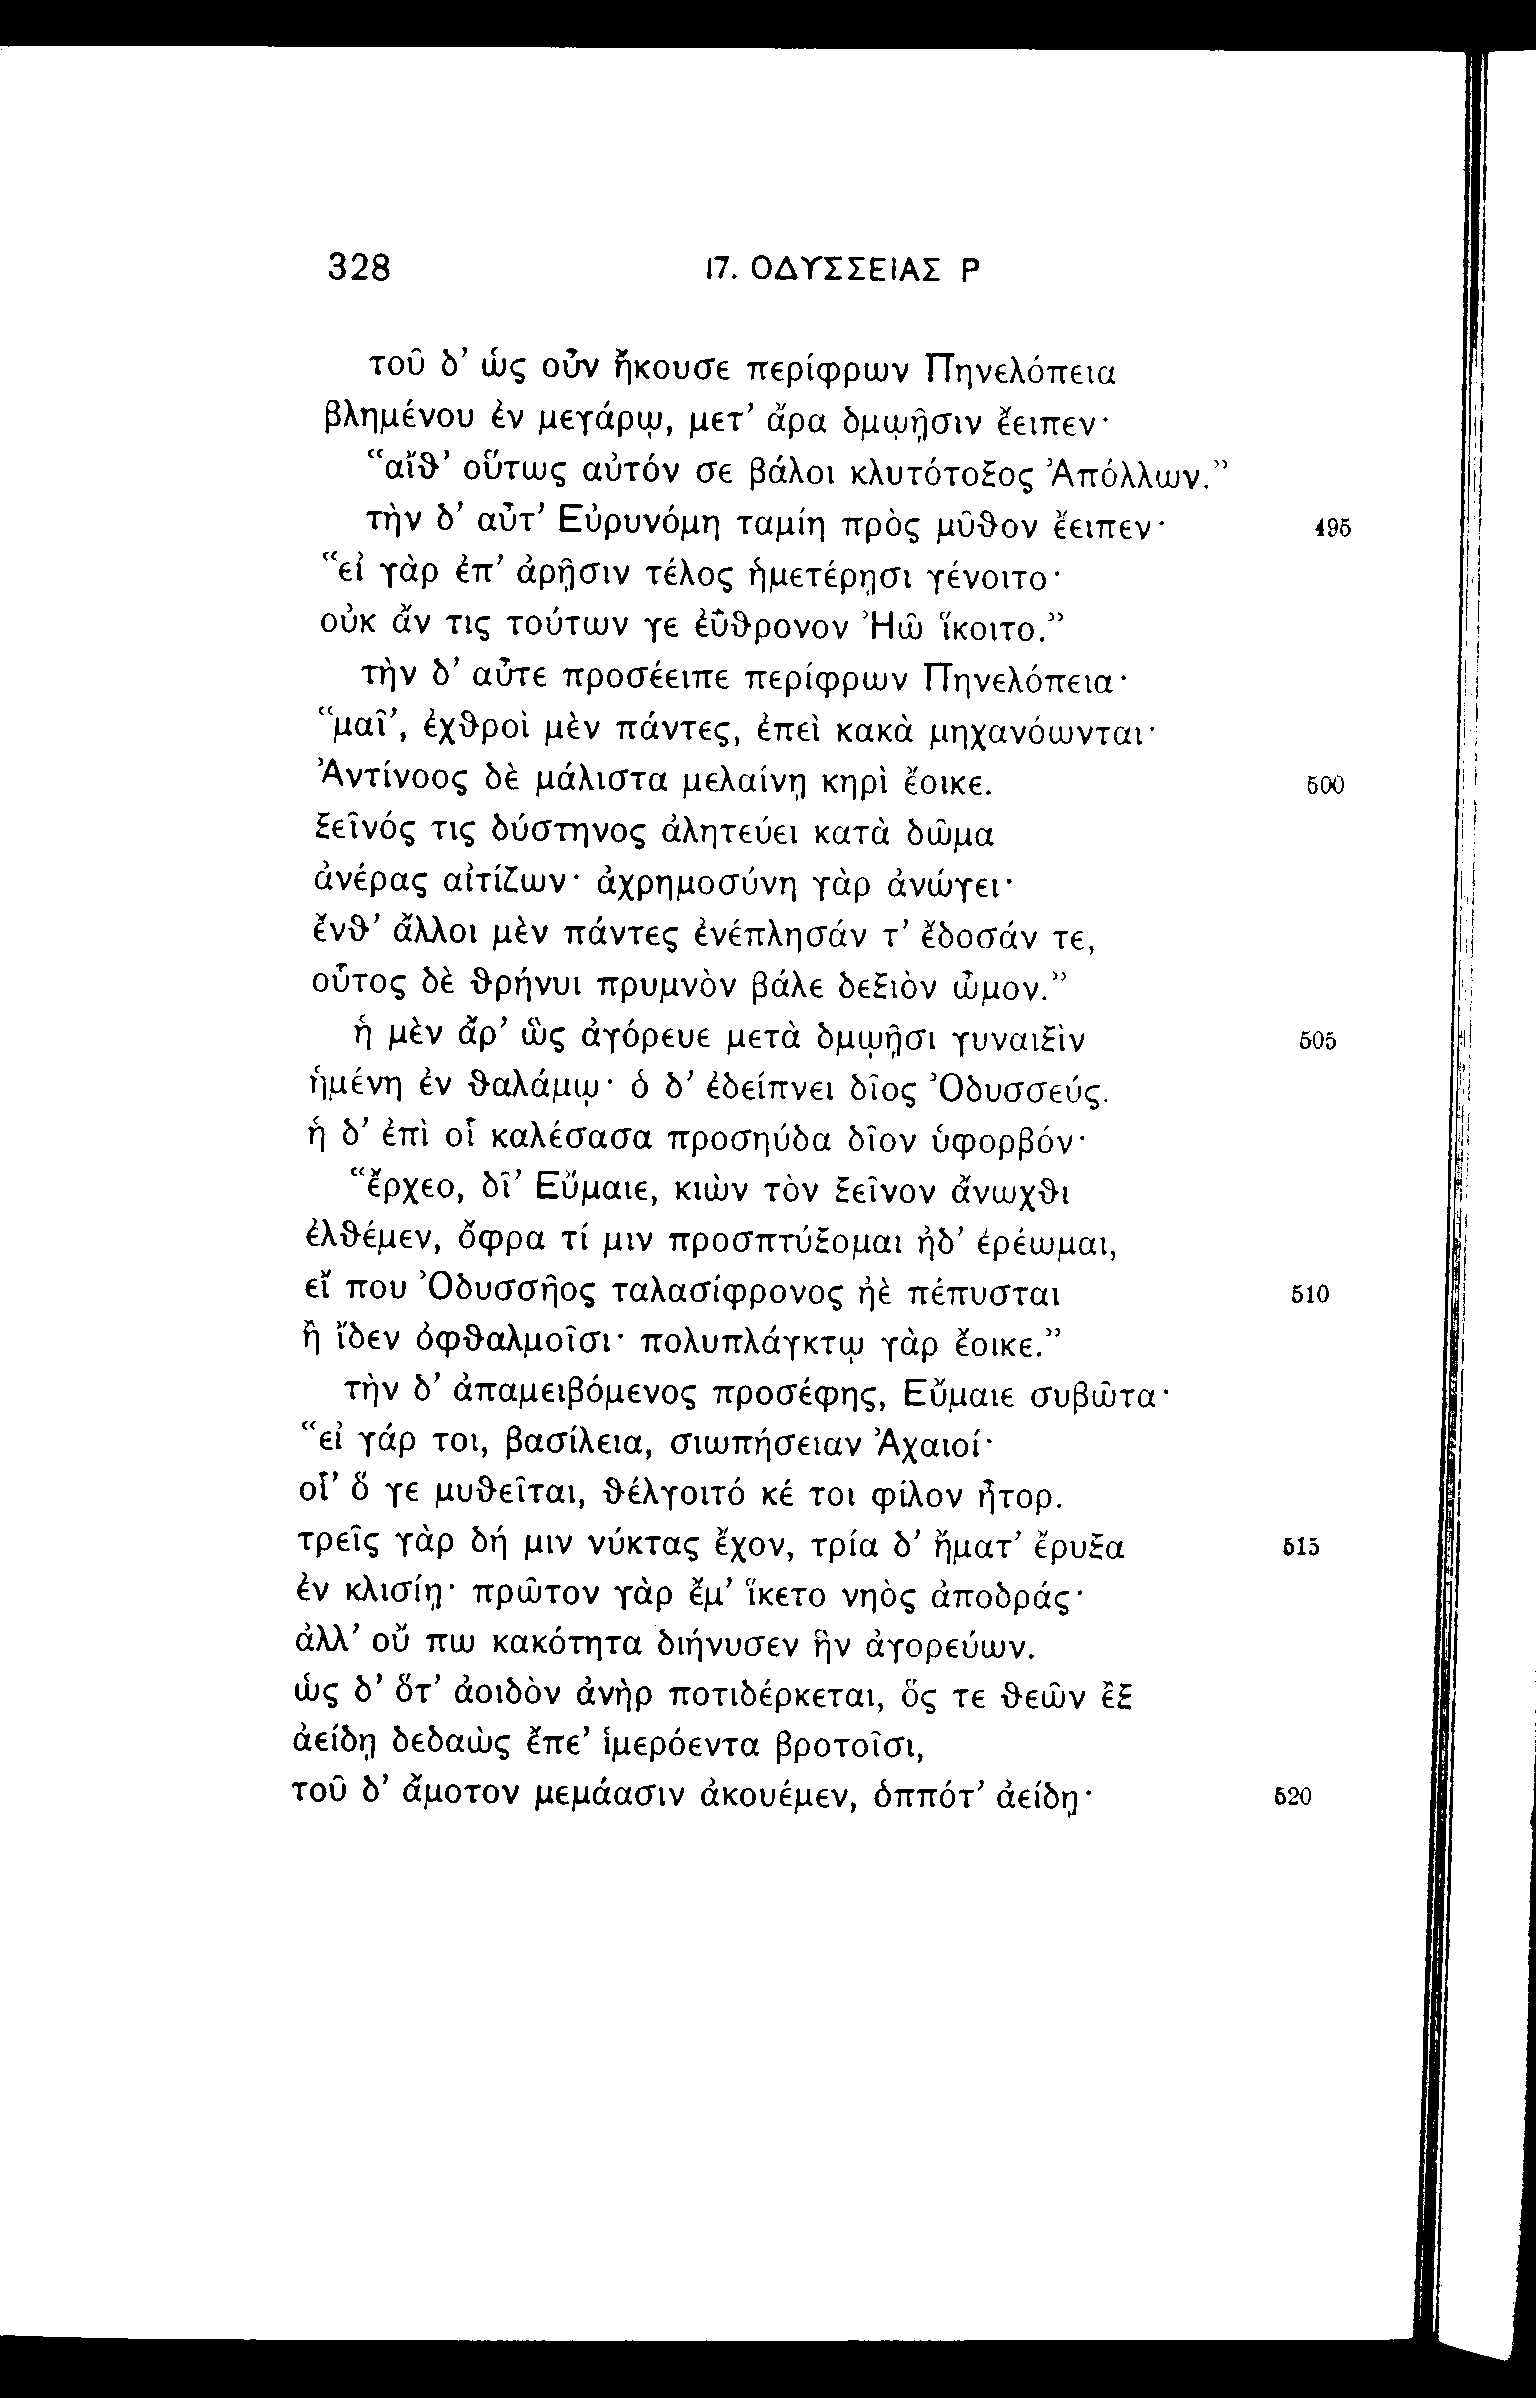 328 17. ΟΔΥΣΣΕΙΑΣ Ρ
τοῦ δ’ ὡς οὖν ἤκουσε περίφρων Πηνελόπεια
βλημένου ἐν μεγάρῳ, μετ’ ἄρα δμῳῇσιν ἔειπεν·
“αἴθ’ οὕτως αὐτόν σε βάλοι κλυτότοξος Ἀπόλλων.”
τὴν δ’ αὖτ’ Εὐρυνόμη ταμίη πρὸς μῦθον ἔειπεν· 495
“εἰ γὰρ ἐπ’ ἀρῇσιν τέλος ἡμετέρῃσι γένοιτο·
οὐκ ἄν τις τούτων γε ἐΰθρονον Ἠῶ ἵκοιτο.”
τὴν δ’ αὖτε προσέειπε περίφρων Πηνελόπεια·
“μαῖ’, ἐχθροὶ μὲν πάντες, ἐπεὶ κακὰ μηχανόωνται·
Ἀντίνοος δὲ μάλιστα μελαίνῃ κηρὶ ἔοικε. 500
ξεῖνός τις δύστηνος ἀλητεύει κατὰ δῶμα
ἀνέρας αἰτίζων· ἀχρημοσύνη γὰρ ἀνώγει·
ἔνθ’ ἄλλοι μὲν πάντες ἐνέπλησάν τ’ ἔδοσάν τε,
οὗτος δὲ θρήνυι πρυμνὸν βάλε δεξιὸν ὦμον.”
ἡ μὲν ἄρ’ ὣς ἀγόρευε μετὰ δμῳῇσι γυναιξὶν 505
ἡμένη ἐν θαλάμῳ· ὁ δ’ ἐδείπνει δῖος Ὀδυσσεύς.
ἡ δ’ ἐπὶ οἷ καλέσασα προσηύδα δῖον ὑφορβόν·
“ἔρχεο, δῖ’ Εὔμαιε, κιὼν τὸν ξεῖνον ἄνωχθι
ἐλθέμεν, ὄφρα τί μιν προσπτύξομαι ἠδ’ ἐρέωμαι,
εἴ που Ὀδυσσῆος ταλασίφρονος ἠὲ πέπυσται 510
ἢ ἴδεν ὀφθαλμοῖσι· πολυπλάγκτῳ γὰρ ἔοικε.”
τὴν δ’ ἀπαμειβόμενος προσέφης, Εὔμαιε συβῶτα·
“εἰ γάρ τοι, βασίλεια, σιωπήσειαν Ἀχαιοί·
οἷ’ ὅ γε μυθεῖται, θέλγοιτό κέ τοι φίλον ἦτορ.
τρεῖς γὰρ δή μιν νύκτας ἔχον, τρία δ’ ἤματ’ ἔρυξα 515
ἐν κλισίῃ· πρῶτον γὰρ ἔμ’ ἵκετο νηὸς ἀποδράς·
ἀλλ’ οὔ πω κακότητα διήνυσεν ἣν ἀγορεύων.
ὡς δ’ ὅτ’ ἀοιδὸν ἀνὴρ ποτιδέρκεται, ὅς τε θεῶν ἒξ
ἀείδῃ δεδαὼς ἔπε’ ἱμερόεντα βροτοῖσι,
τοῦ δ’ ἄμοτον μεμάασιν ἀκουέμεν, ὁππότ’ ἀείδῃ· 520